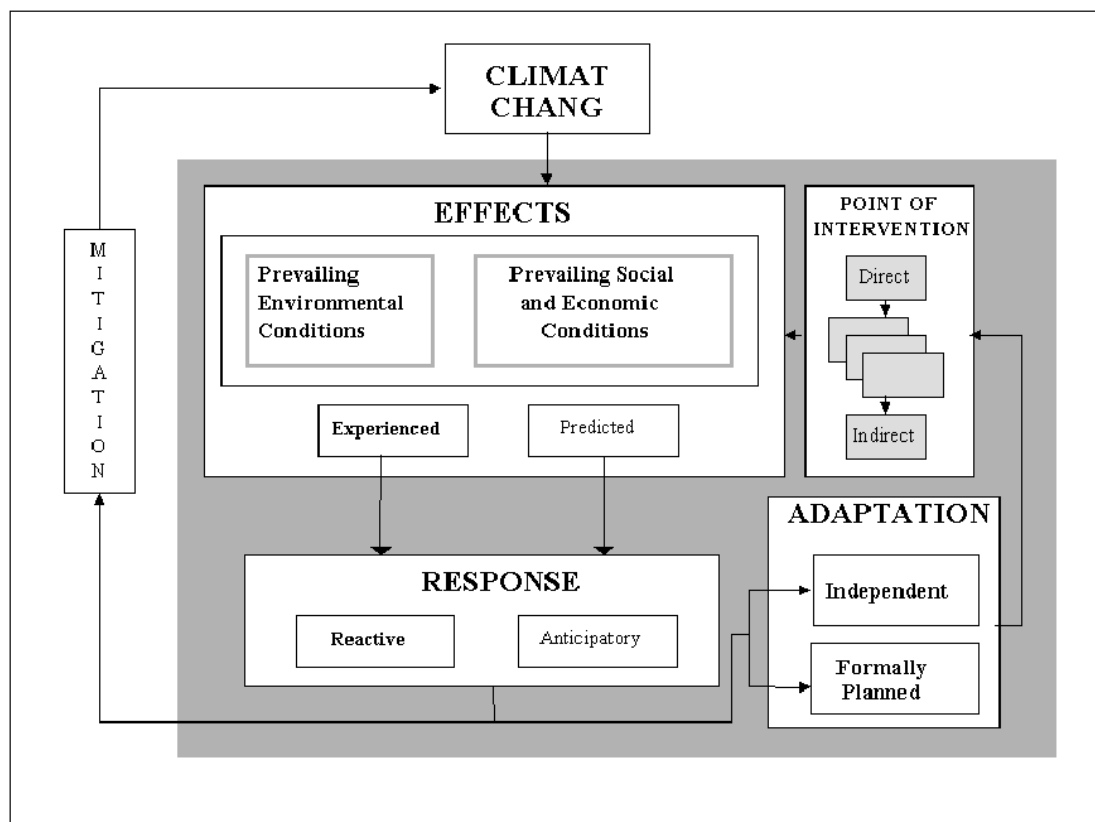 CLIMAT
CHANG
EFFECTS
Prevailing
Environmental
Conditions
Prevailing Social
and Economic
Conditions
Experienced
Predicted
POINT OF
INTERVENTION
Direct
Indirect
MITIGATION
RESPONSE
Reactive
Anticipatory
ADAPTATION
Independent
Formally
Planned